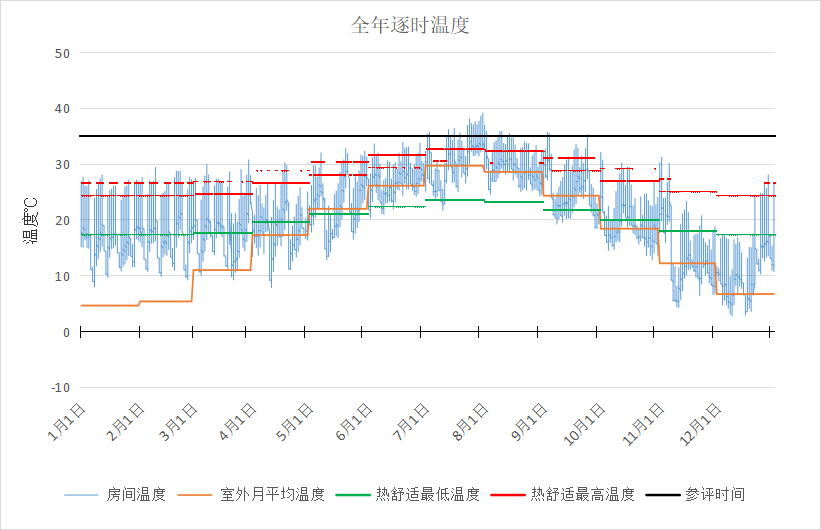 全年逐时温度
50
40
30
20
10
0
-10
温度℃
1月1日
2月1日
3月1日
4月1日
5月1日
6月1日
7月1日
8月1日
9月1日
10月1日
11月1日
12月1日
房间温度 室外月平均温度 热舒适最低温度 热舒适最高温度 参评时间